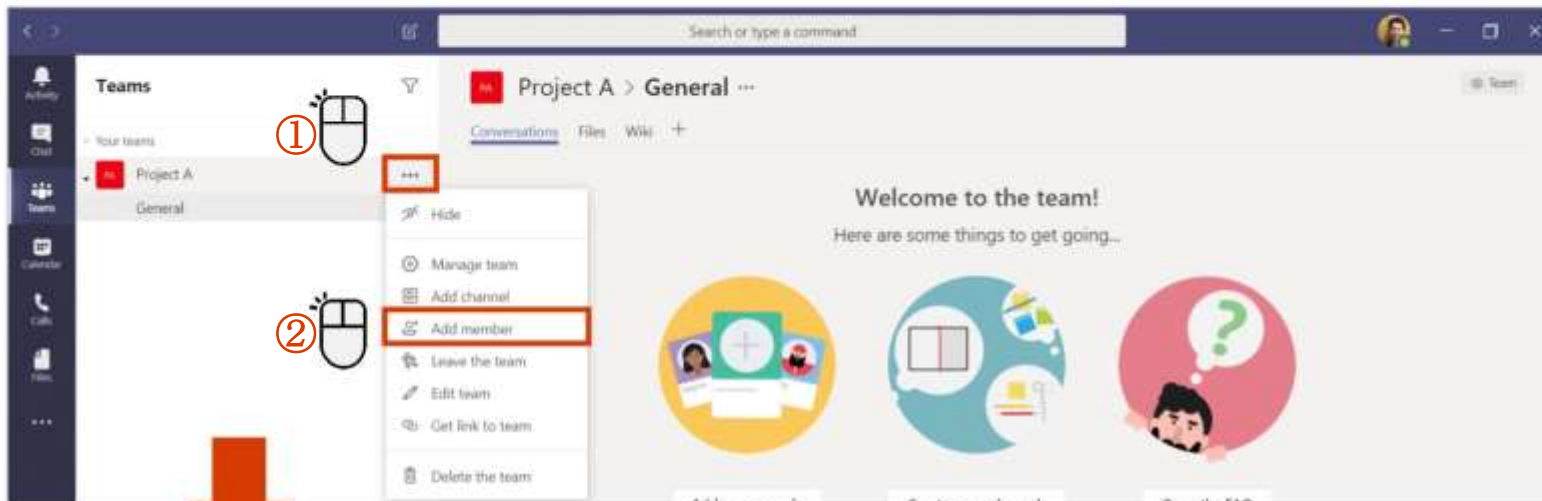 Search or type a command
Activity
Chat
Teams
Calendar
Calls
Files
Teams
Your teams
Project A
General
①
②
Hide
Manage team
Add channel
Add member
Leave the team
Edit team
Get link to team
Delete the team
Project A > General
Conversations Files Wiki +
Team
Welcome to the team!
Here are some things to get going...